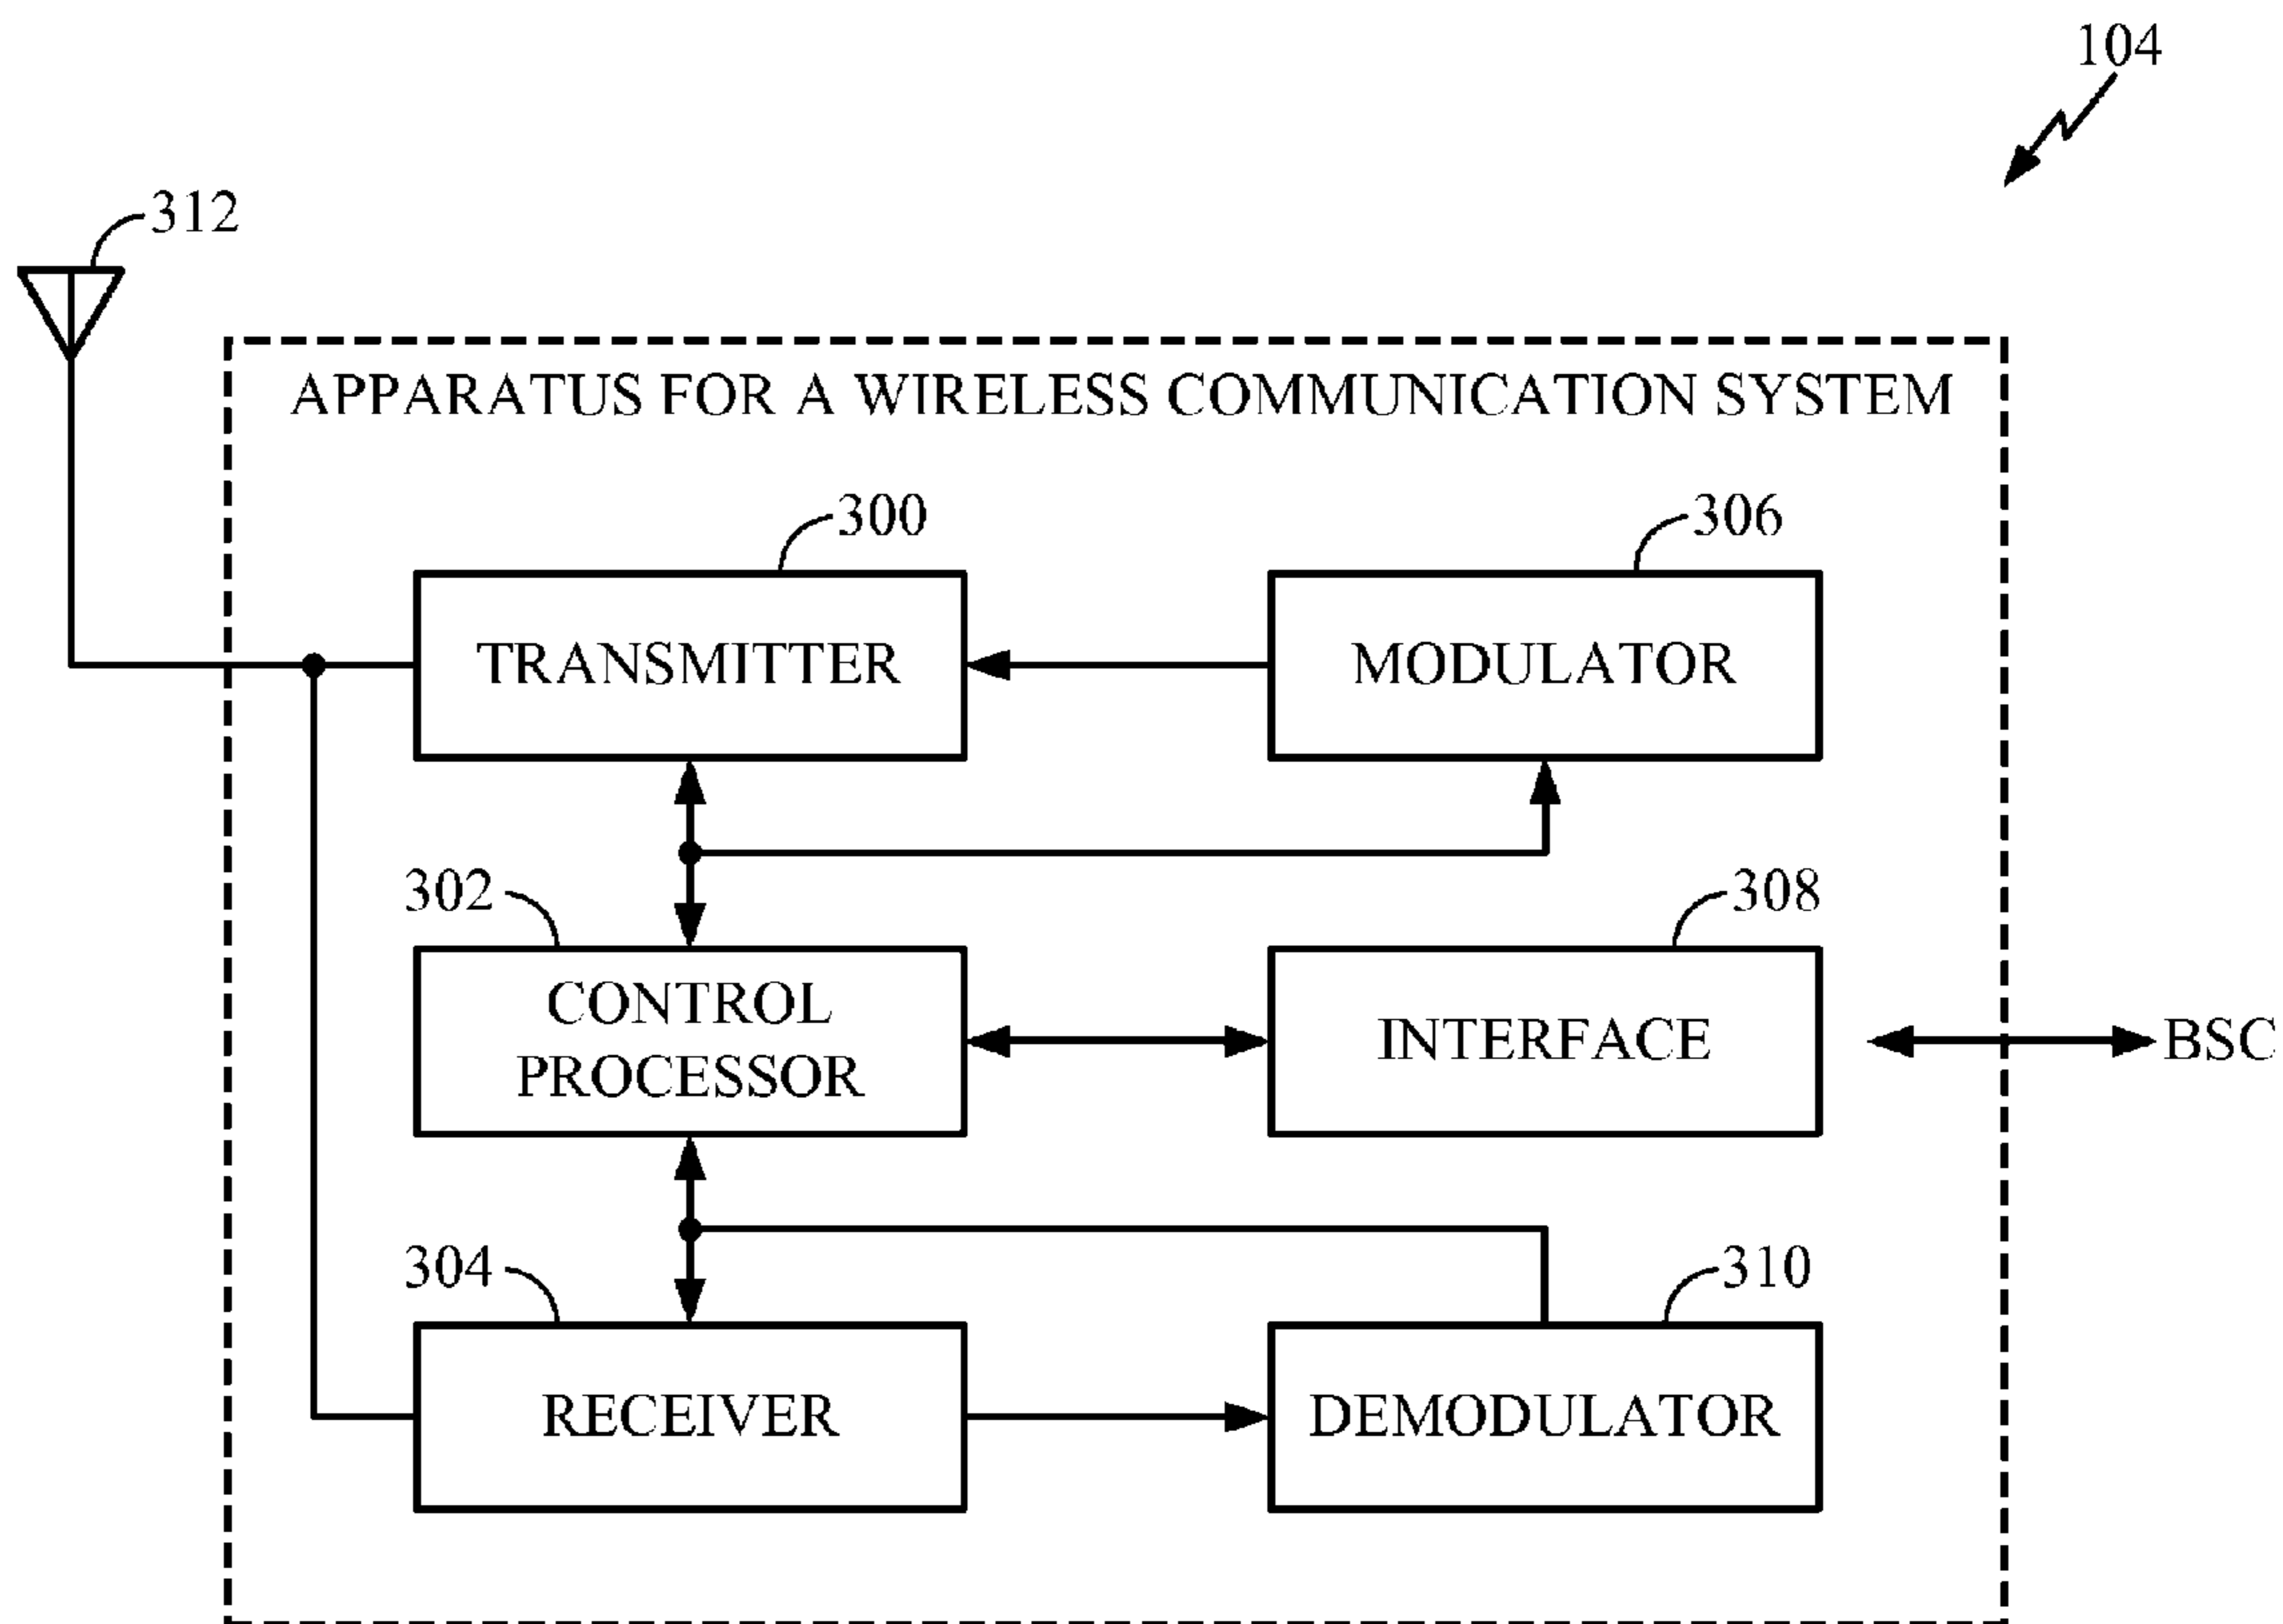 104
312
APPARATUS FOR A WIRELESS COMMUNICATION SYSTEM
300
306
TRANSMITTER
MODULATOR
302
308
CONTROL
PROCESSOR
INTERFACE
BSC
304
310
RECEIVER
DEMODULATOR